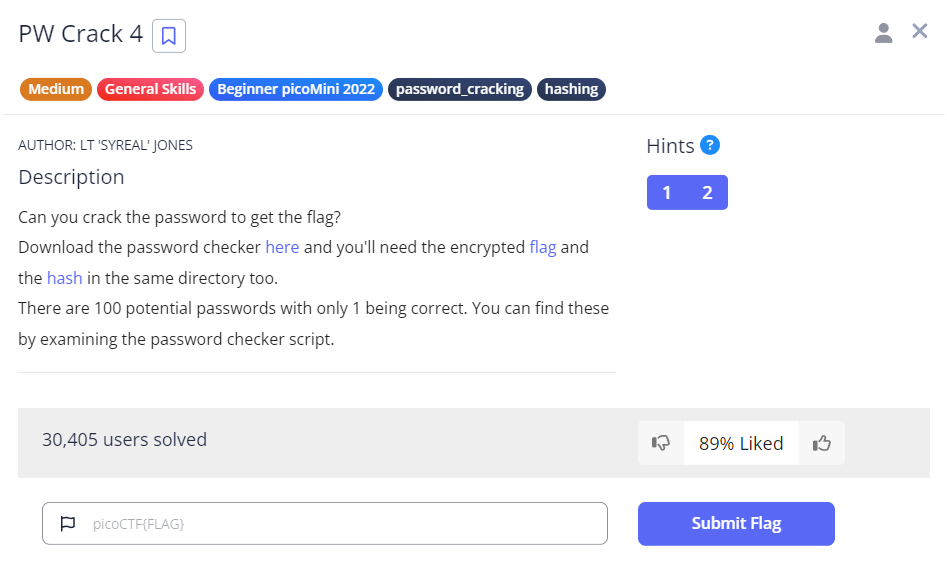 PW Crack 4
Medium General Skills Beginner picoMini 2022 password_cracking hashing
AUTHOR: LT 'SYREAL' JONES
Description
Can you crack the password to get the flag?
Download the password checker here and you'll need the encrypted flag and
the hash in the same directory too.
There are 100 potential passwords with only 1 being correct. You can find these
by examining the password checker script.
Hints ?
1 2
30,405 users solved
89% Liked
picoCTF{FLAG}
Submit Flag